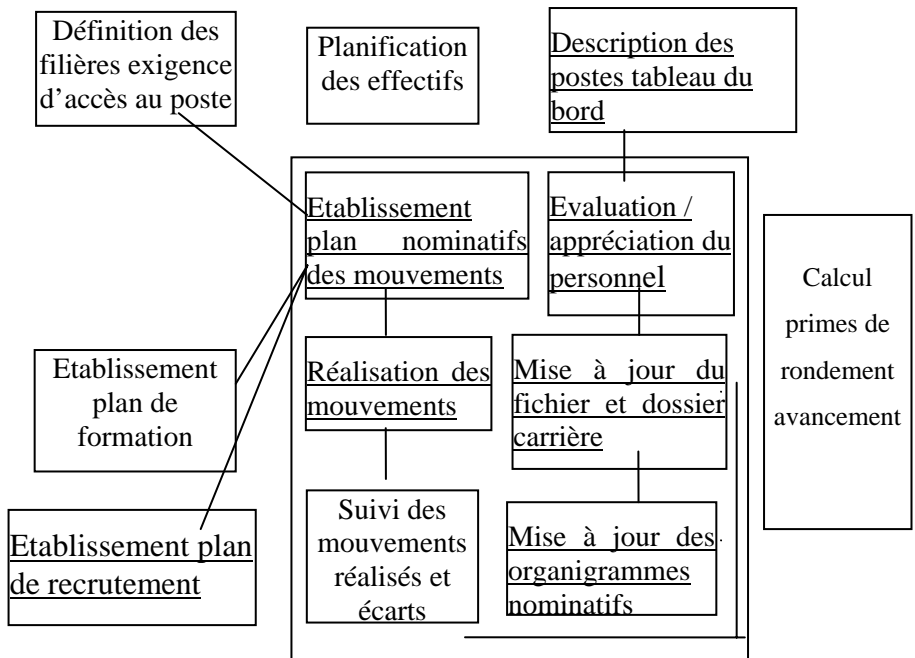 Définition des
filières exigence
d'accès au poste
Planification
des effectifs
Description des
postes tableau du
bord
Etablissement
plan nominatifs
des mouvements
Evaluation /
appréciation du
personnel
Calcul
primes de
rondement
avancement
Etablissement
plan de
formation
Réalisation des
mouvements
Mise à jour du
fichier et dossier
carrière
Etablissement plan
de recrutement
Suivi des
mouvements
réalisés et
écarts
Mise à jour des
organigrammes
nominatifs